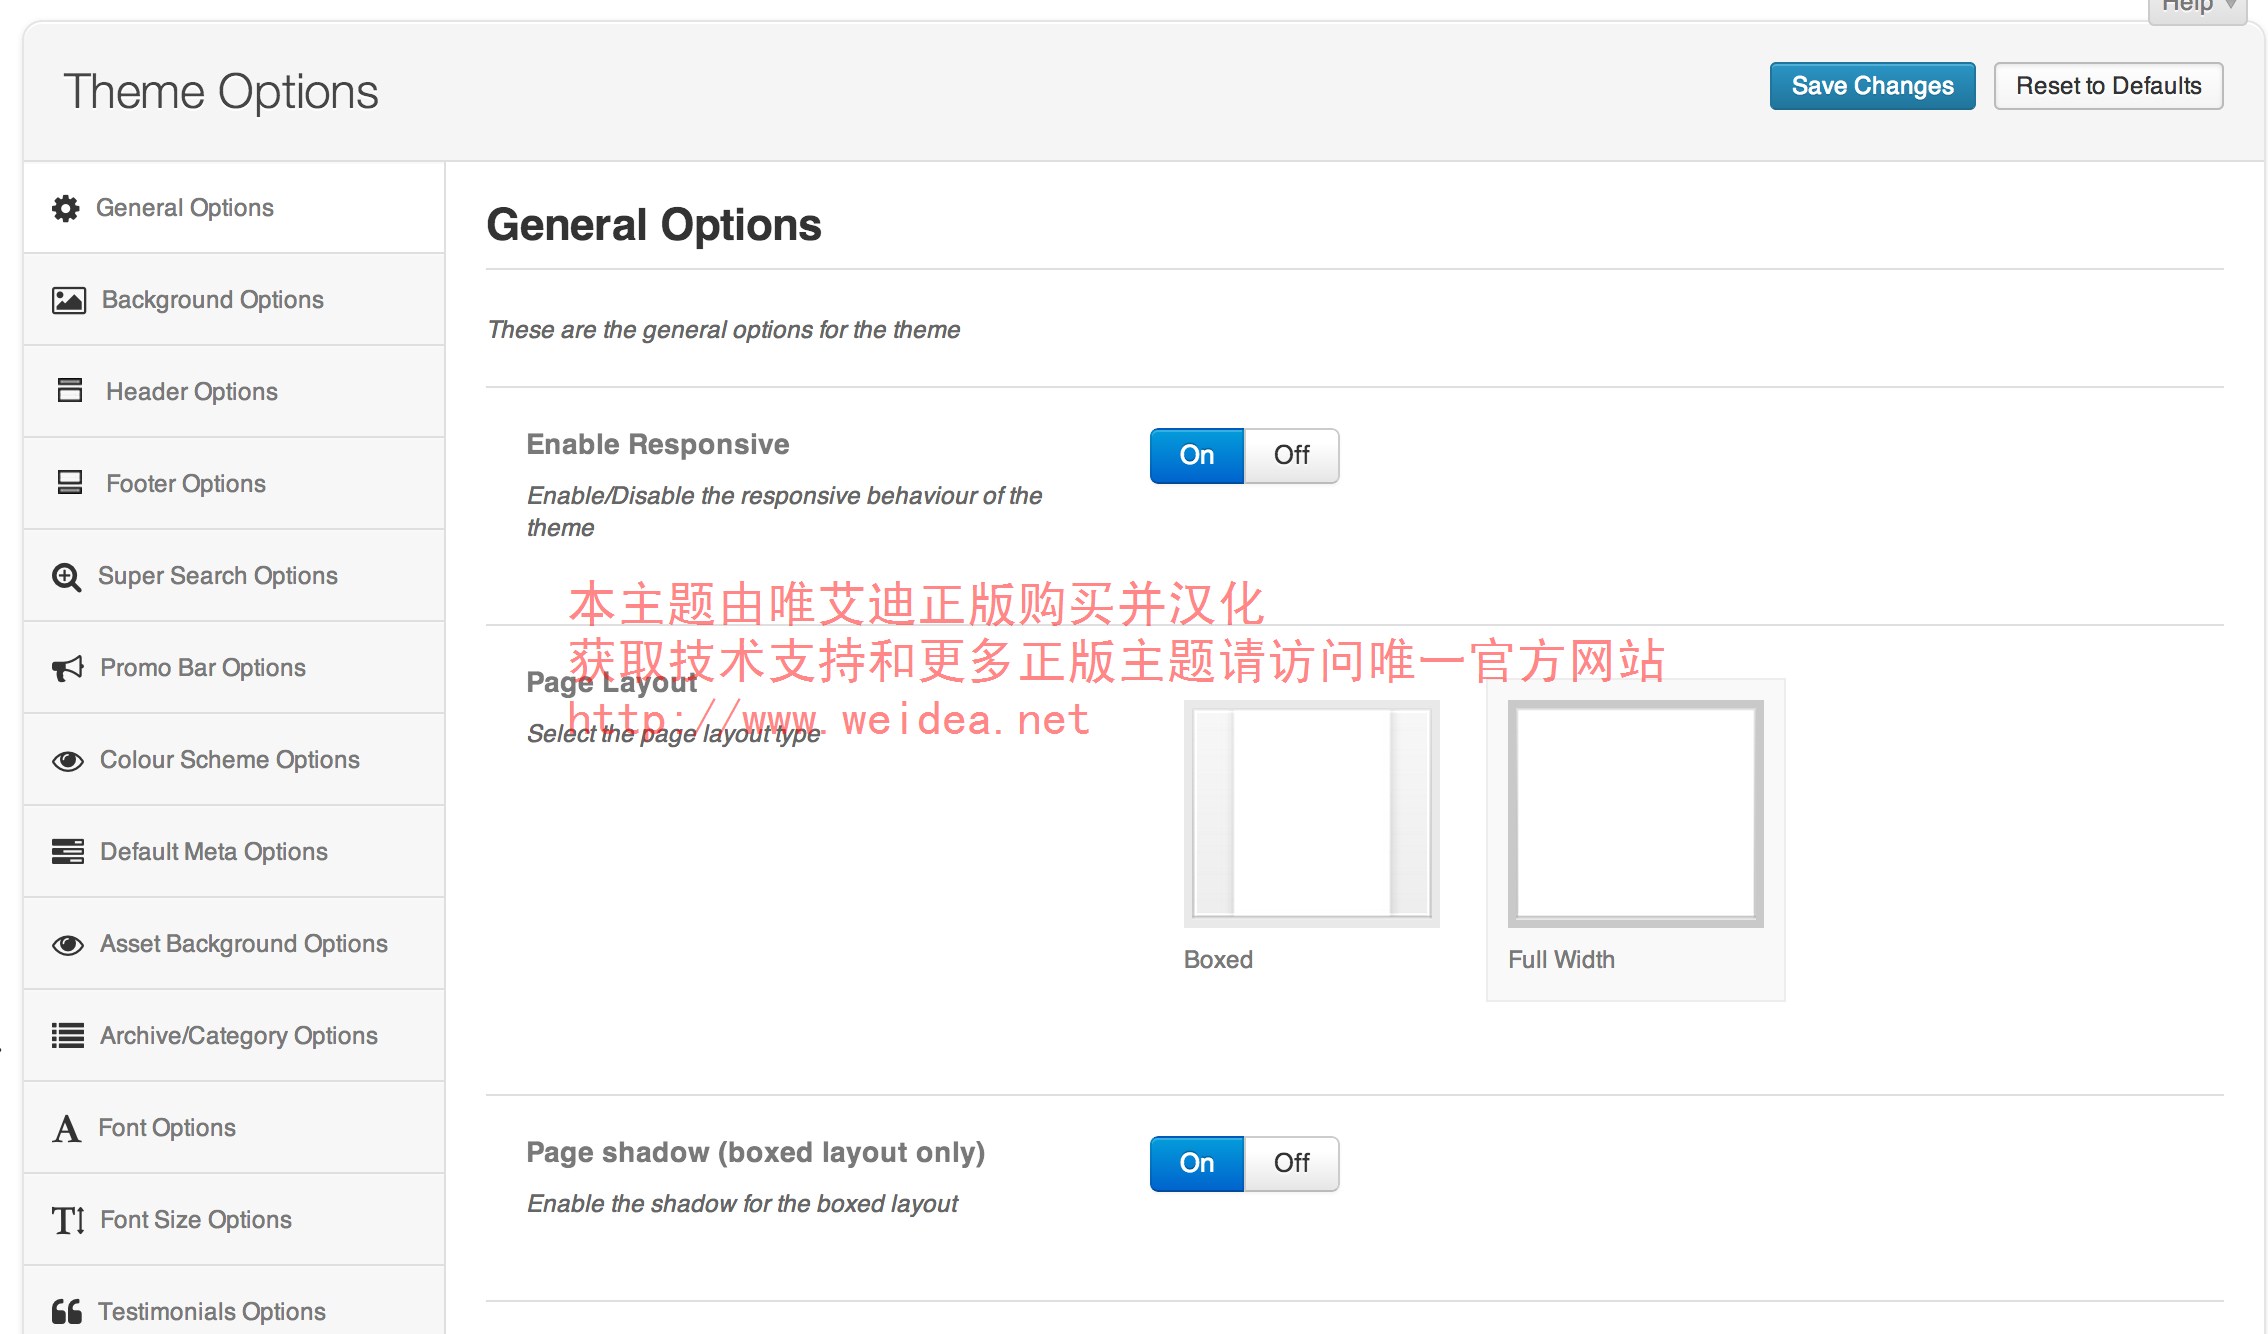 Help
Theme Options
Save Changes
Reset to Defaults
General Options
Background Options
Header Options
Footer Options
Super Search Options
Promo Bar Options
Colour Scheme Options
Default Meta Options
Asset Background Options
Archive/Category Options
Font Options
Font Size Options
Testimonials Options
General Options
These are the general options for the theme
Enable Responsive
Enable/Disable the responsive behaviour of the
theme
On
Off
本主题由唯艾迪正版购买并汉化
获取技术支持和更多正版主题请访问唯一官方网站
http://www.weidea.net
Page Layout
Select the page layout type
Boxed
Full Width
Page shadow (boxed layout only)
Enable the shadow for the boxed layout
On
Off